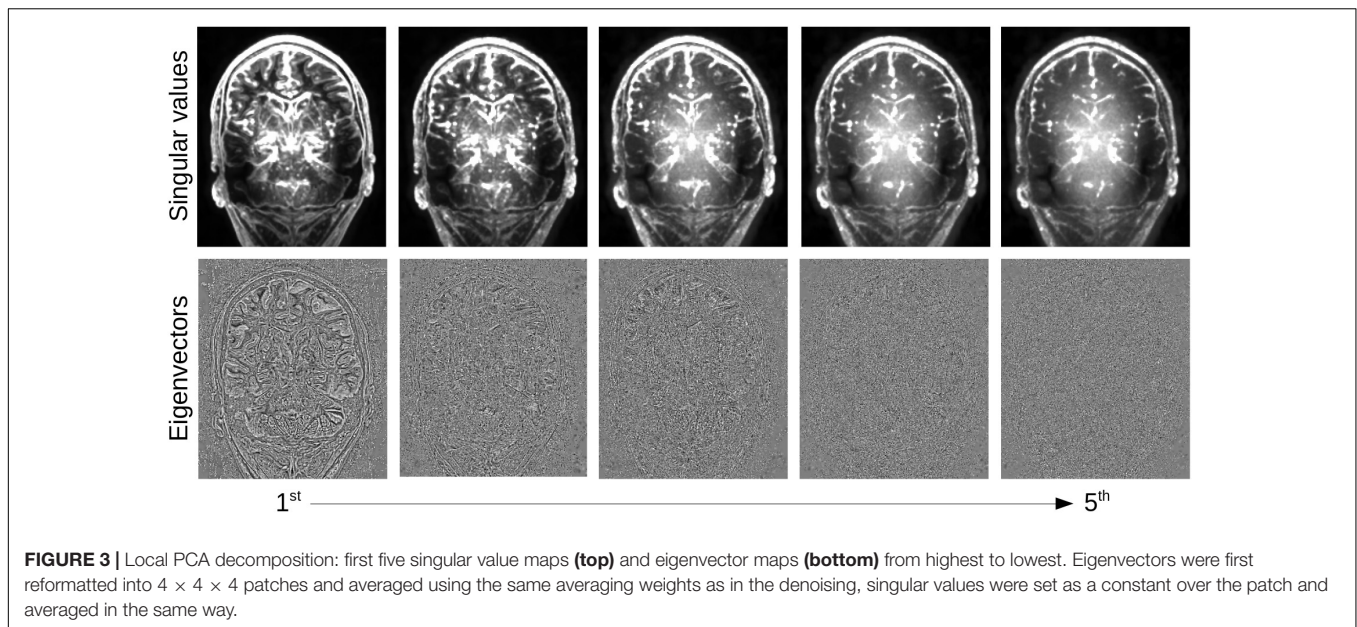 Singular values
Eigenvectors
1st
5th
FIGURE 3 | Local PCA decomposition: first five singular value maps (top) and eigenvector maps (bottom) from highest to lowest. Eigenvectors were first
reformatted into 4 × 4 × 4 patches and averaged using the same averaging weights as in the denoising, singular values were set as a constant over the patch and
averaged in the same way.